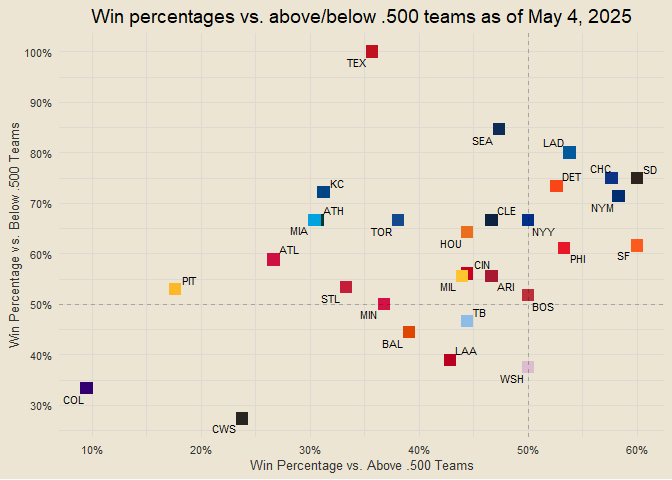 Win percentages vs. above/below .500 teams as of May 4, 2025
100%
TEX
90%
SEA
LAD
80%
CHC
SD
DET
KC
NYM
70%
ATH
CLE
MIA
TOR
NYY
HOU
ATL
PHI
SF
60%
CIN
PIT
MIL
ARI
STL
BOS
50%
MIN
TB
BAL
LAA
40%
WSH
COL
CWS
30%
10%
20%
30%
40%
50%
60%
Win Percentage vs. Above .500 Teams
Win Percentage vs. Below .500 Teams